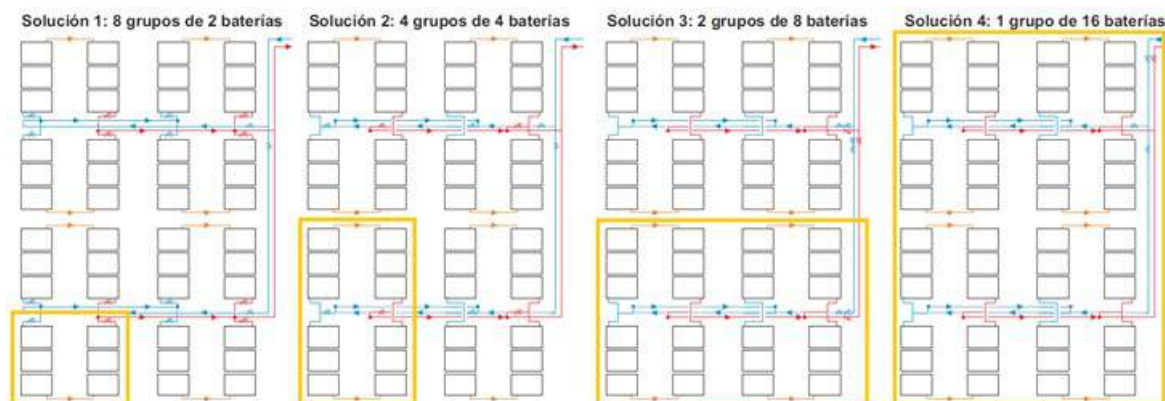 Solución 1: 8 grupos de 2 baterías
Solución 2: 4 grupos de 4 baterías
Solución 3: 2 grupos de 8 baterías
Solución 4: 1 grupo de 16 baterías